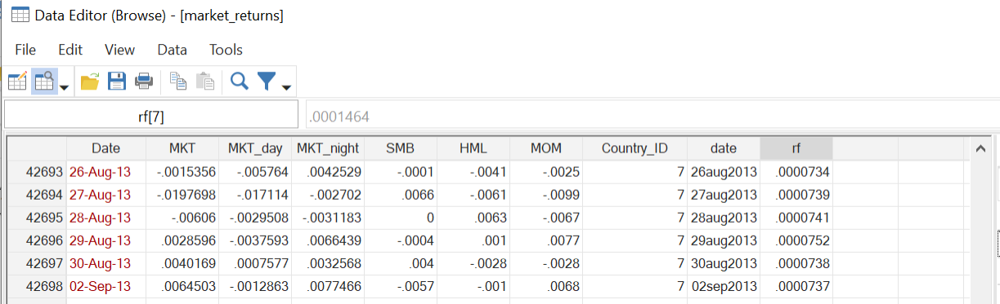 Data Editor (Browse) - [market_returns]
File Edit View Data Tools
rf[7] .0001464
Date MKT MKT_day MKT_night SMB HML MOM Country_ID date rf
42693 26-Aug-13 -.0015356 -.005764 .0042529 -.0001 -.0041 -.0025 7 26aug2013 .0000734
42694 27-Aug-13 -.0197698 -.017114 -.002702 .0066 -.0061 -.0099 7 27aug2013 .0000739
42695 28-Aug-13 -.00606 -.0029508 -.0031183 0 .0063 -.0067 7 28aug2013 .0000741
42696 29-Aug-13 .0028596 -.0037593 .0066439 -.0004 .001 .0077 7 29aug2013 .0000752
42697 30-Aug-13 .0040169 .0007577 .0032568 .004 -.0028 -.0028 7 30aug2013 .0000738
42698 02-Sep-13 .0064503 -.0012863 .0077466 -.0057 -.001 .0068 7 02sep2013 .0000737